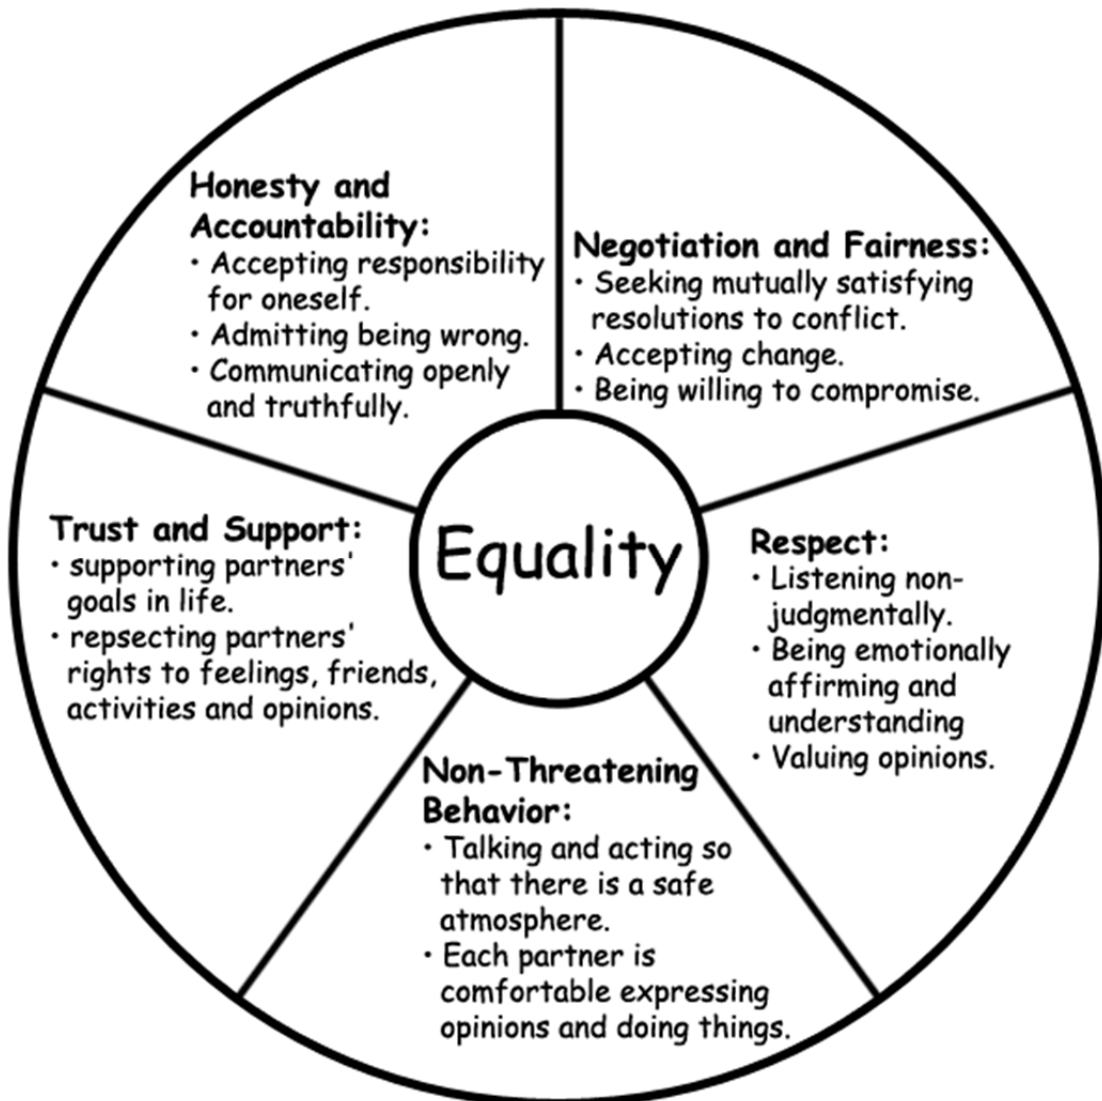 Honesty and
Accountability:
· Accepting responsibility
for oneself.
· Admitting being wrong.
· Communicating openly
and truthfully.
Negotiation and Fairness:
· Seeking mutually satisfying
resolutions to conflict.
· Accepting change.
· Being willing to compromise.
Equality
Trust and Support:
· supporting partners'
goals in life.
· repsecting partners'
rights to feelings, friends,
activities and opinions.
Respect:
· Listening non-
judgmentally.
· Being emotionally
affirming and
understanding
· Valuing opinions.
Non-Threatening
Behavior:
· Talking and acting so
that there is a safe
atmosphere.
· Each partner is
comfortable expressing
opinions and doing things.